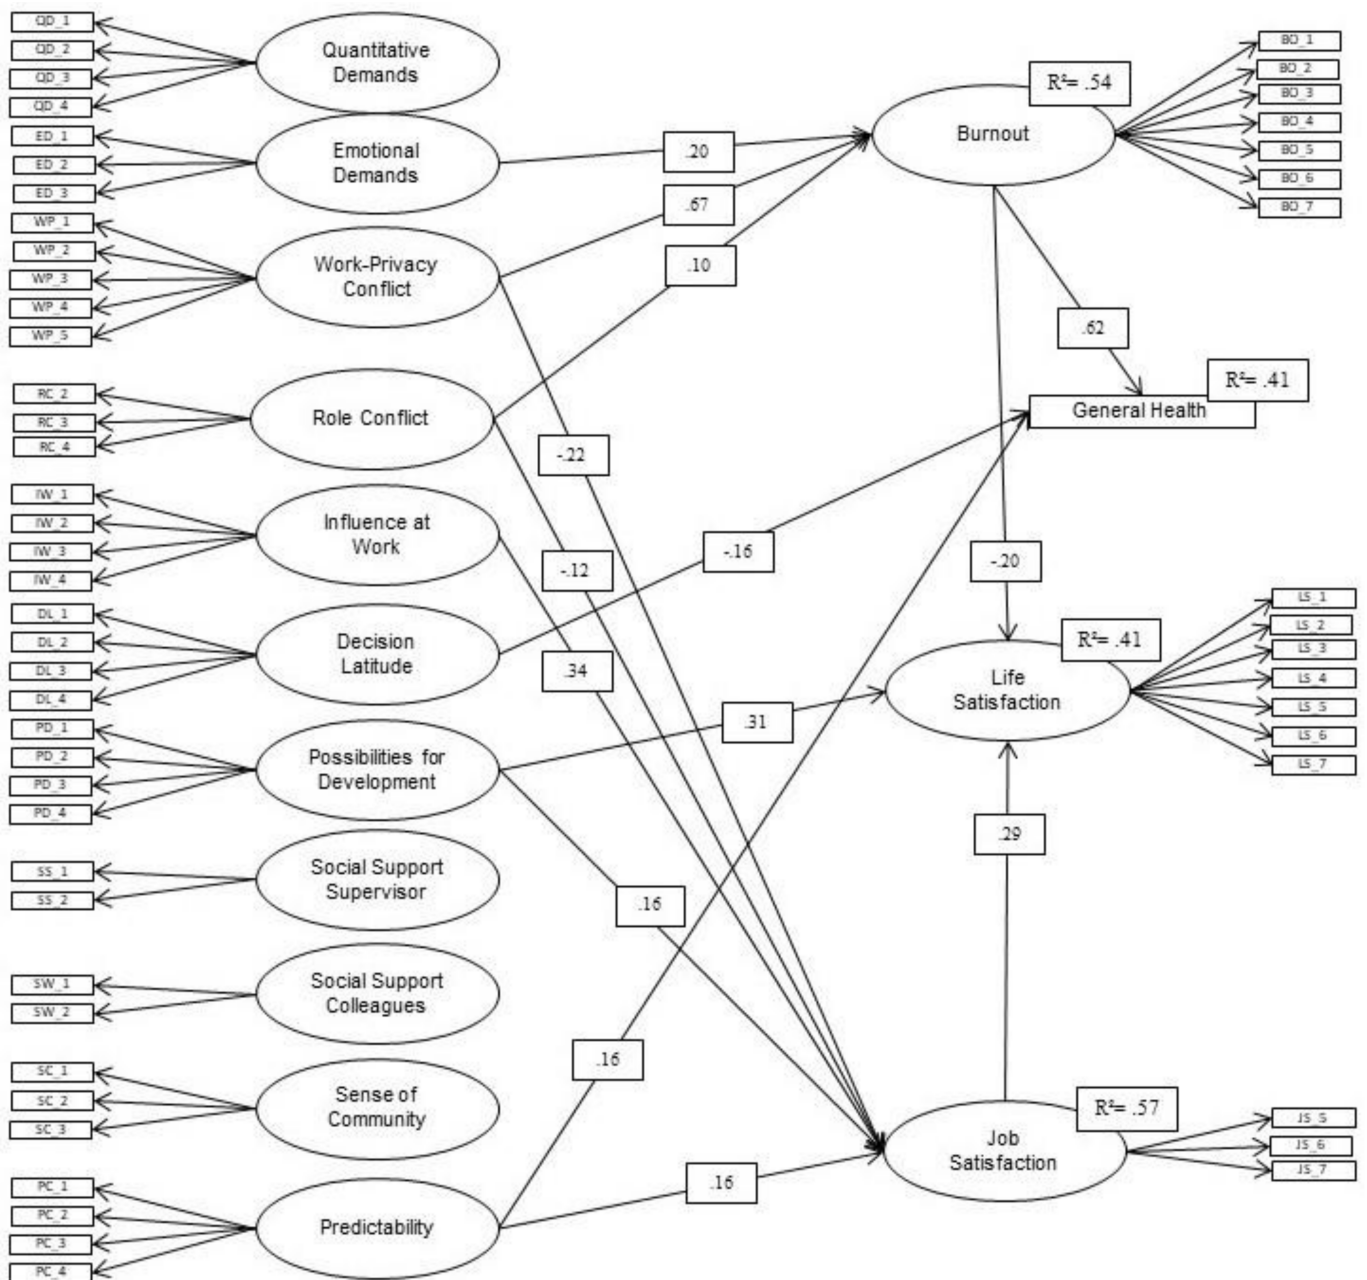 QD_1
QD_2
QD_3
QD_4
Quantitative
Demands
ED_1
ED_2
ED_3
Emotional
Demands
WP_1
WP_2
WP_3
WP_4
WP_5
Work-Privacy
Conflict
RC_2
RC_3
RC_4
Role Conflict
IW_1
IW_2
IW_3
IW_4
Influence at
Work
DL_1
DL_2
DL_3
DL_4
Decision
Latitude
PD_1
PD_2
PD_3
PD_4
Possibilities for
Development
SS_1
SS_2
Social Support
Supervisor
SW_1
SW_2
Social Support
Colleagues
SC_1
SC_2
SC_3
Sense of
Community
PC_1
PC_2
PC_3
PC_4
Predictability
.20
.67
.10
-.22
-.12
.34
-.16
.31
.16
.16
.16
R²= .54
Burnout
BO_1
BO_2
BO_3
BO_4
BO_5
BO_6
BO_7
.62
R²= .41
General Health
-.20
R²= .41
Life
Satisfaction
LS_1
LS_2
LS_3
LS_4
LS_5
LS_6
LS_7
.29
R²= .57
Job
Satisfaction
JS_5
JS_6
JS_7